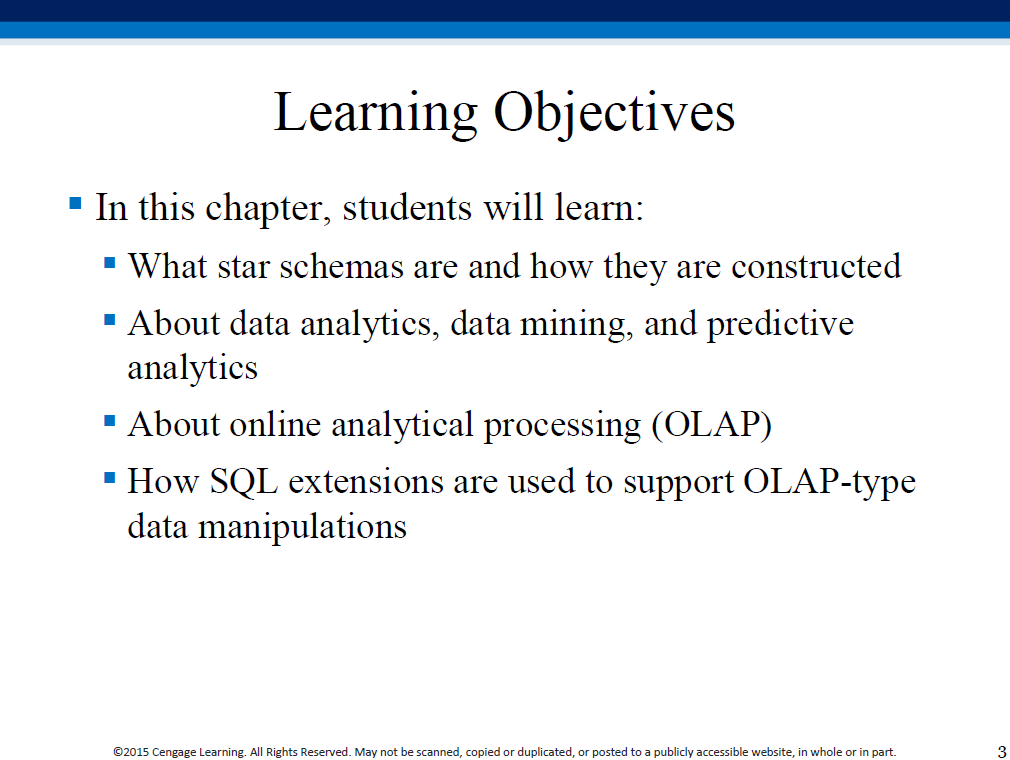 Learning Objectives
In this chapter, students will learn:
What star schemas are and how they are constructed
About data analytics, data mining, and predictive
analytics
About online analytical processing (OLAP)
How SQL extensions are used to support OLAP-type
data manipulations
©2015 Cengage Learning. All Rights Reserved. May not be scanned, copied or duplicated, or posted to a publicly accessible website, in whole or in part.
3